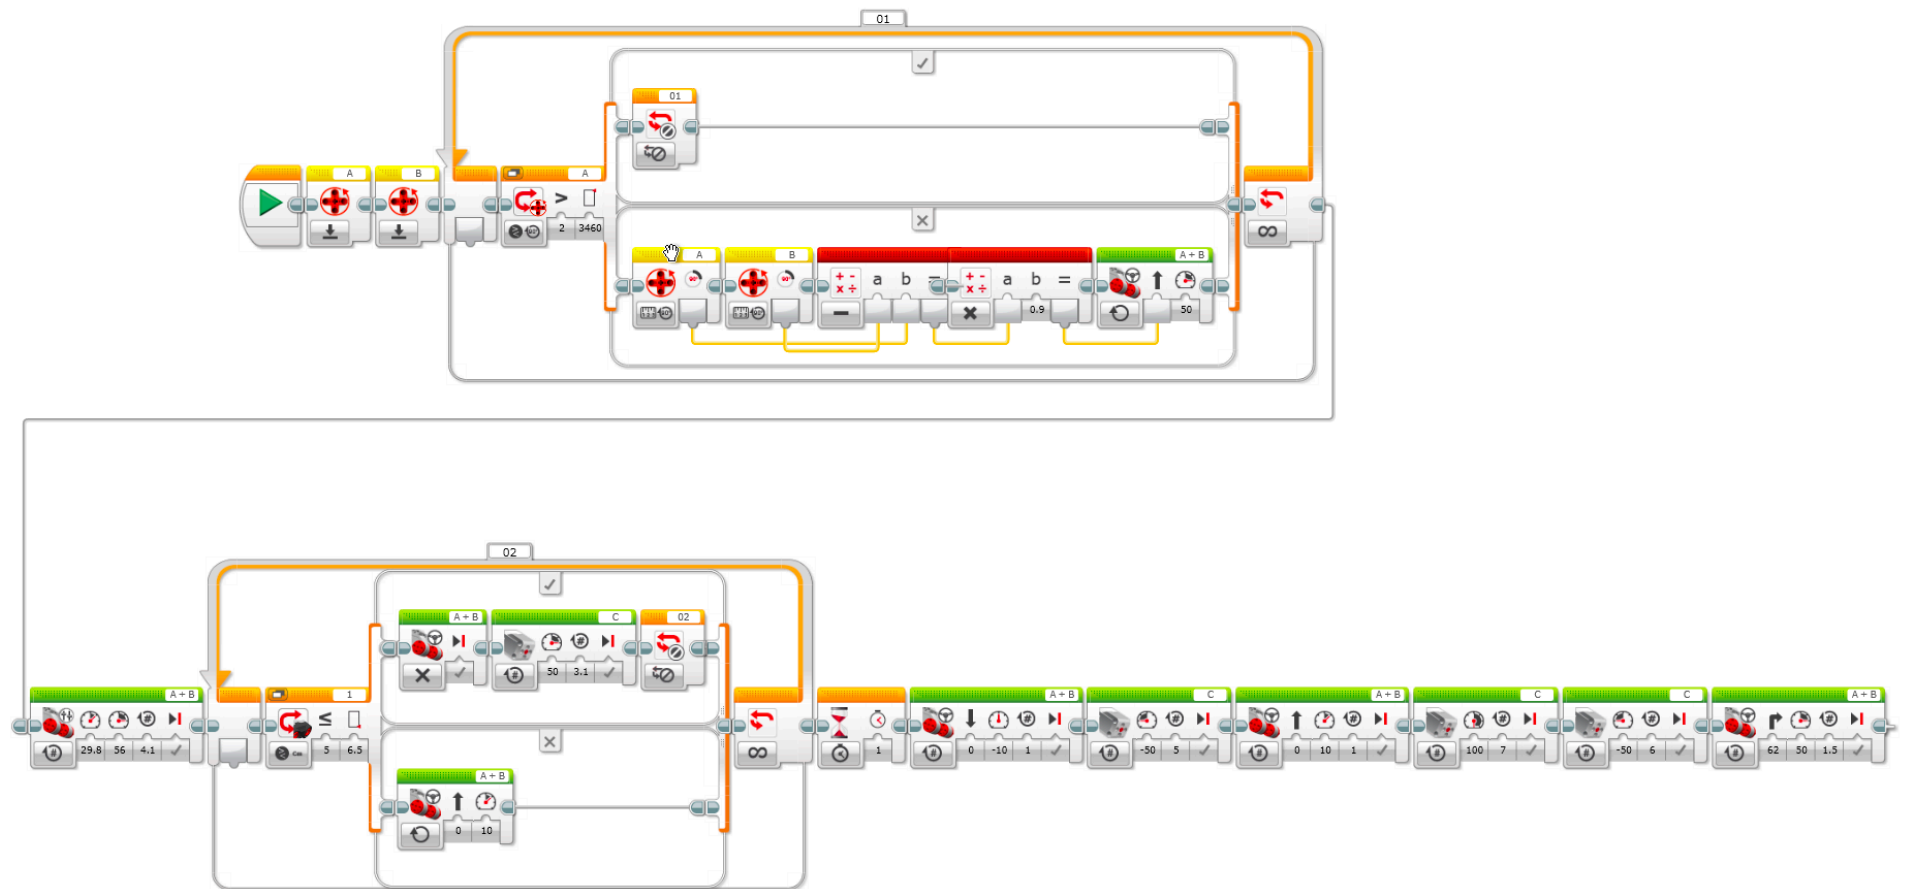 01
01
A B A > 2 3460
A B a b = a b = A + B
0.9 50
02
A + B C 02
50 3.1
A + B 1 A + B C A + B C C A + B
≤
29.8 56 4.1 5 6.5 1 0 -10 1 -50 5 0 10 1 100 7 -50 6 62 50 1.5
A + B
0 10